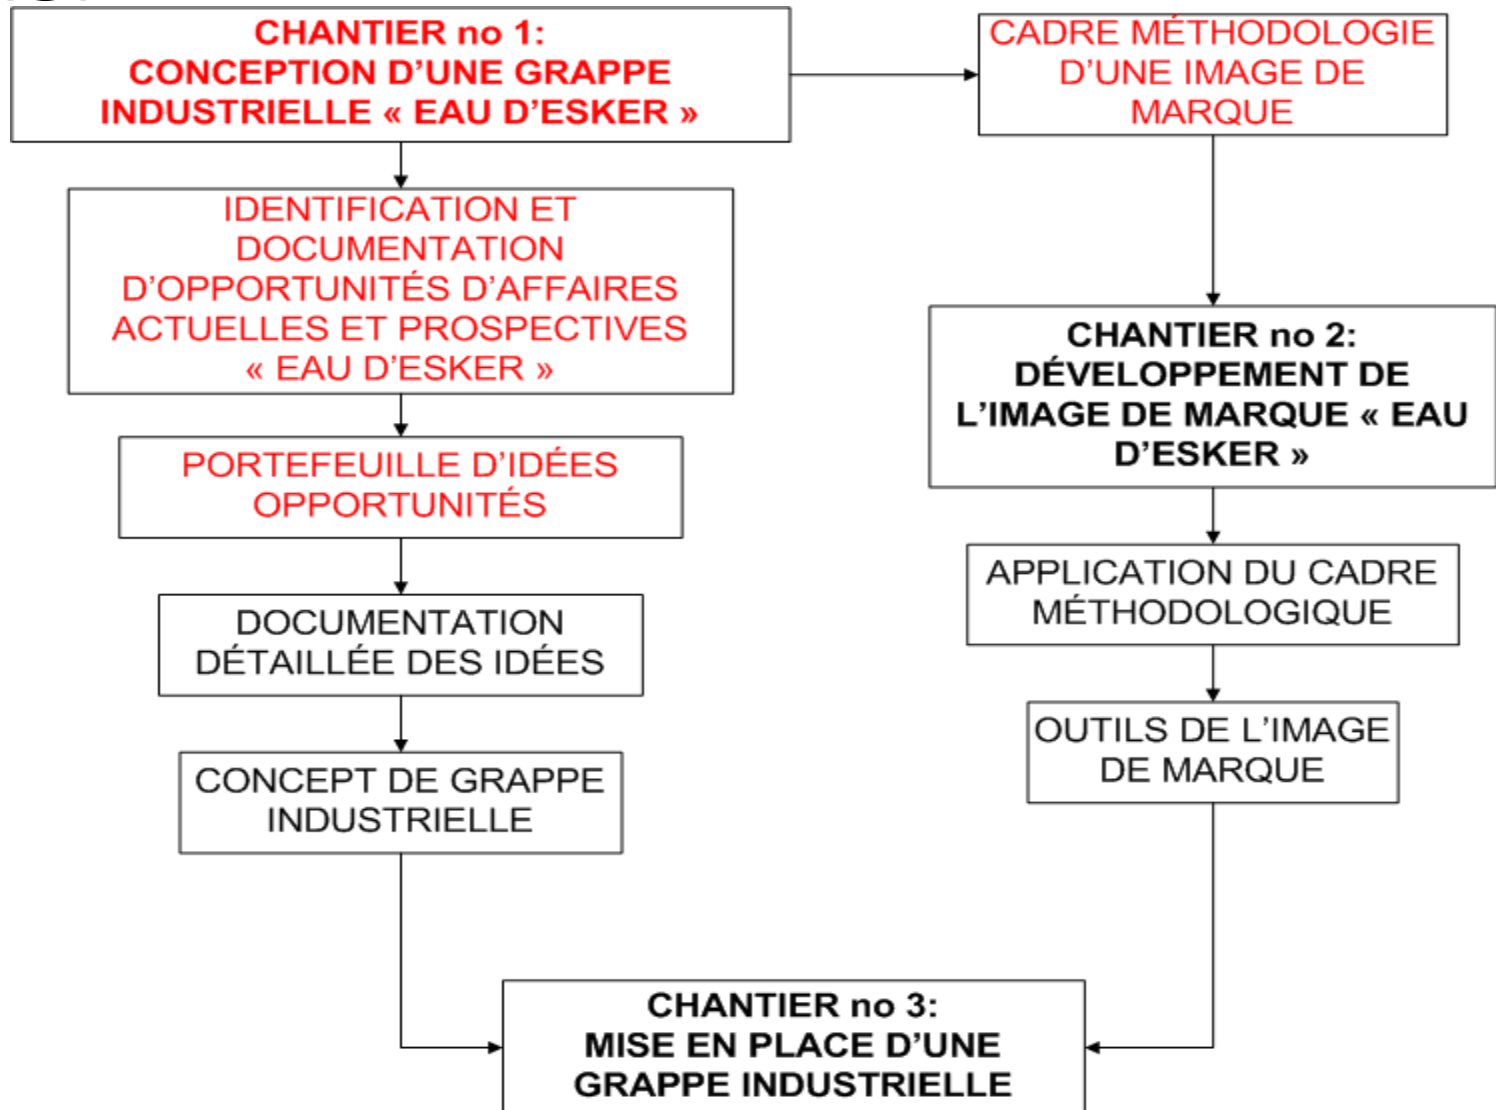 CHANTIER no 1:
CONCEPTION D’UNE GRAPPE
INDUSTRIELLE « EAU D’ESKER »
CADRE MÉTHODOLOGIE
D’UNE IMAGE DE
MARQUE
IDENTIFICATION ET
DOCUMENTATION
D’OPPORTUNITÉS D’AFFAIRES
ACTUELLES ET PROSPECTIVES
« EAU D’ESKER »
PORTEFEUILLE D’IDÉES
OPPORTUNITÉS
DOCUMENTATION
DÉTAILLÉE DES IDÉES
CONCEPT DE GRAPPE
INDUSTRIELLE
CHANTIER no 2:
DÉVELOPPEMENT DE
L’IMAGE DE MARQUE « EAU
D’ESKER »
APPLICATION DU CADRE
MÉTHODOLOGIQUE
OUTILS DE L’IMAGE
DE MARQUE
CHANTIER no 3:
MISE EN PLACE D’UNE
GRAPPE INDUSTRIELLE